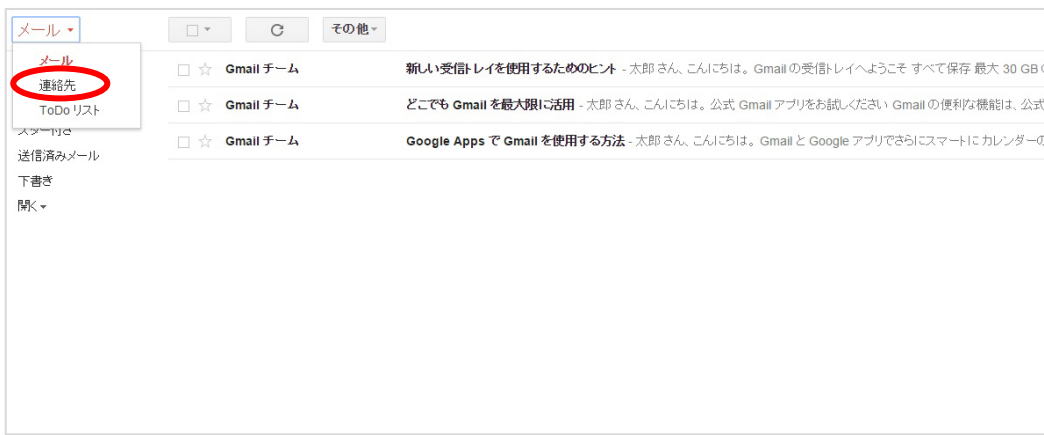 メール
その他
メール
連絡先
ToDo リスト
スター付き
送信済みメール
下書き
開く
Gmail チーム 新しい受信トレイを使用するためのヒント - 太郎 さん、こんにちは。 Gmail の受信トレイへようこそ すべて保存 最大 30 GB
Gmail チーム どこでも Gmail を最大限に活用 - 太郎 さん、こんにちは。 公式 Gmail アプリをお試しください Gmail の便利な機能は、公式
Gmail チーム Google Apps で Gmail を使用する方法 - 太郎 さん、こんにちは。 Gmail と Google アプリでさらにスマートに カレンダーの